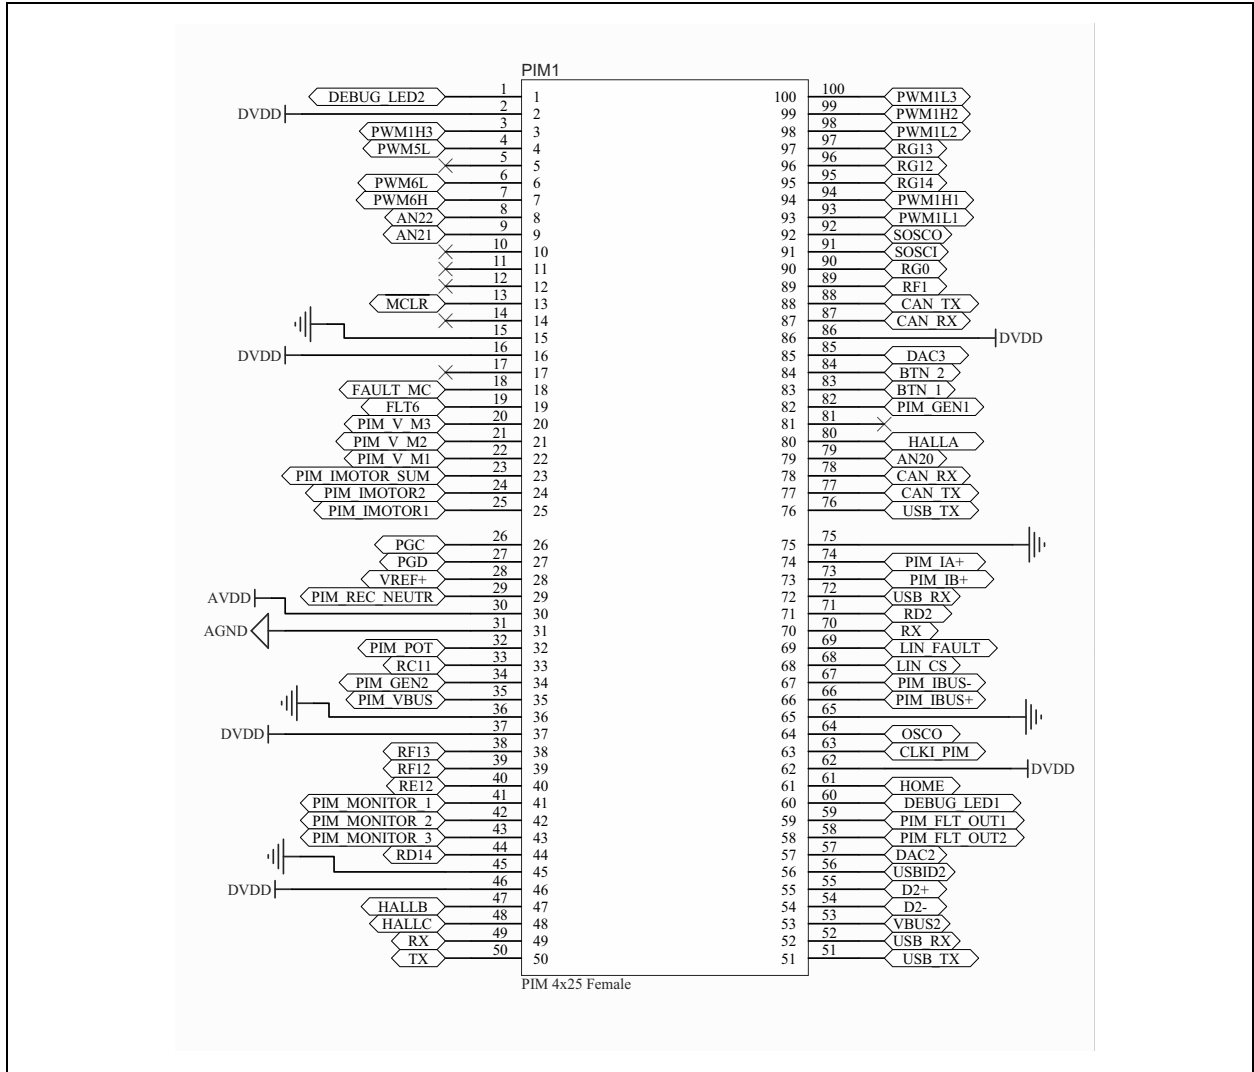 PIM1
DEBUG_LED2 1 1 100 100 PWM1L3
DVDD 2 2 99 99 PWM1H2
PWM1H3 3 3 98 98 PWM1L2
PWM5L 4 4 97 97 RG13
5 5 96 96 RG12
PWM6L 6 6 95 95 RG14
PWM6H 7 7 94 94 PWM1H1
AN22 8 8 93 93 PWM1L1
AN21 9 9 92 92 SOSCO
10 10 91 91 SOSCI
11 11 90 90 RG0
12 12 89 89 RF1
MCLR 13 13 88 88 CAN_TX
14 14 87 87 CAN_RX
15 15 86 86 DVDD
DVDD 16 16 85 85 DAC3
17 17 84 84 BTN_2
FAULT_MC 18 18 83 83 BTN_1
FLT6 19 19 82 82 PIM_GEN1
PIM_V_M3 20 20 81 81
PIM_V_M2 21 21 80 80 HALLA
PIM_V_M1 22 22 79 79 AN20
PIM_IMOTOR_SUM 23 23 78 78 CAN_RX
PIM_IMOTOR2 24 24 77 77 CAN_TX
PIM_IMOTOR1 25 25 76 76 USB_TX
PGC 26 26 75 75
PGD 27 27 74 74 PIM_IA+
VREF+ 28 28 73 73 PIM_IB+
PIM_REC_NEUTR 29 29 72 72 USB_RX
AVDD 30 30 71 71 RD2
AGND 31 31 70 70 RX
PIM_POT 32 32 69 69 LIN_FAULT
RC11 33 33 68 68 LIN_CS
PIM_GEN2 34 34 67 67 PIM_IBUS-
PIM_VBUS 35 35 66 66 PIM_IBUS+
36 36 65 65
DVDD 37 37 64 64 OSCO
RF13 38 38 63 63 CLKI_PIM
RF12 39 39 62 62 DVDD
RE12 40 40 61 61 HOME
PIM_MONITOR_1 41 41 60 60 DEBUG_LED1
PIM_MONITOR_2 42 42 59 59 PIM_FLT_OUT1
PIM_MONITOR_3 43 43 58 58 PIM_FLT_OUT2
RD14 44 44 57 57 DAC2
45 45 56 56 USBID2
DVDD 46 46 55 55 D2+
HALLB 47 47 54 54 D2-
HALLC 48 48 53 53 VBUS2
RX 49 49 52 52 USB_RX
TX 50 50 51 51 USB_TX
PIM 4x25 Female